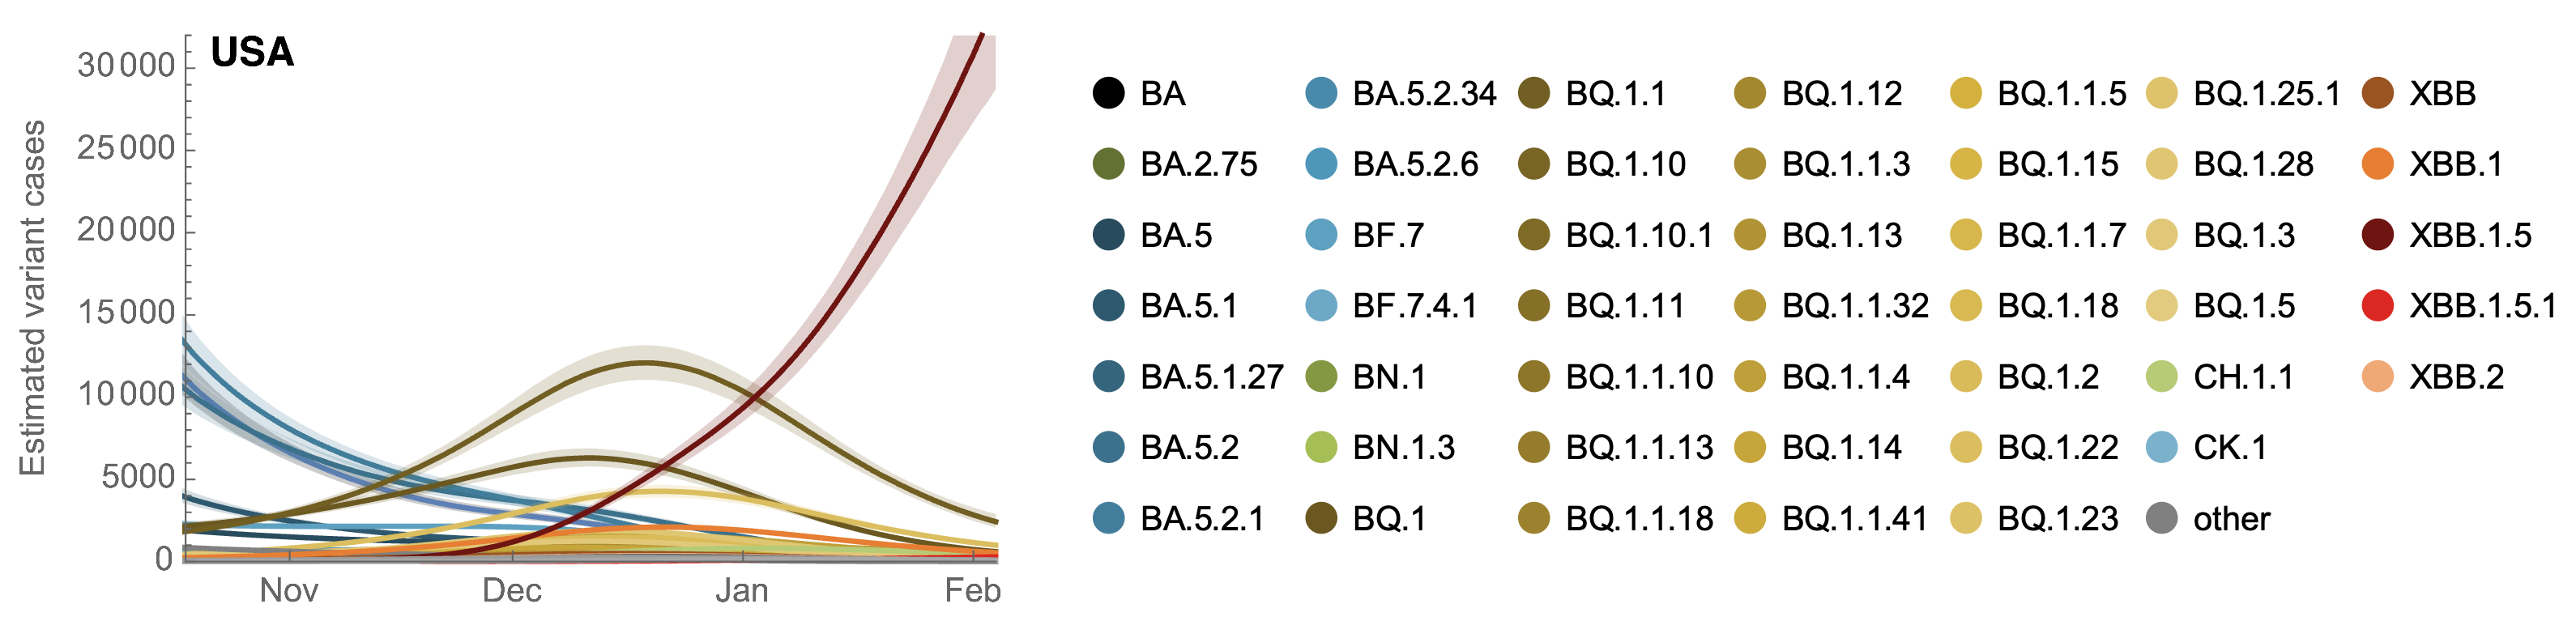 USA
Estimated variant cases
30000
25000
20000
15000
10000
5000
0
Nov Dec Jan Feb
BA BA.5.2.34 BQ.1.1 BQ.1.12 BQ.1.1.5 BQ.1.25.1 XBB
BA.2.75 BA.5.2.6 BQ.1.10 BQ.1.1.3 BQ.1.15 BQ.1.28 XBB.1
BA.5 BF.7 BQ.1.10.1 BQ.1.13 BQ.1.1.7 BQ.1.3 XBB.1.5
BA.5.1 BF.7.4.1 BQ.1.11 BQ.1.1.32 BQ.1.18 BQ.1.5 XBB.1.5.1
BA.5.1.27 BN.1 BQ.1.1.10 BQ.1.1.4 BQ.1.2 CH.1.1 XBB.2
BA.5.2 BN.1.3 BQ.1.1.13 BQ.1.14 BQ.1.22 CK.1
BA.5.2.1 BQ.1 BQ.1.1.18 BQ.1.1.41 BQ.1.23 other